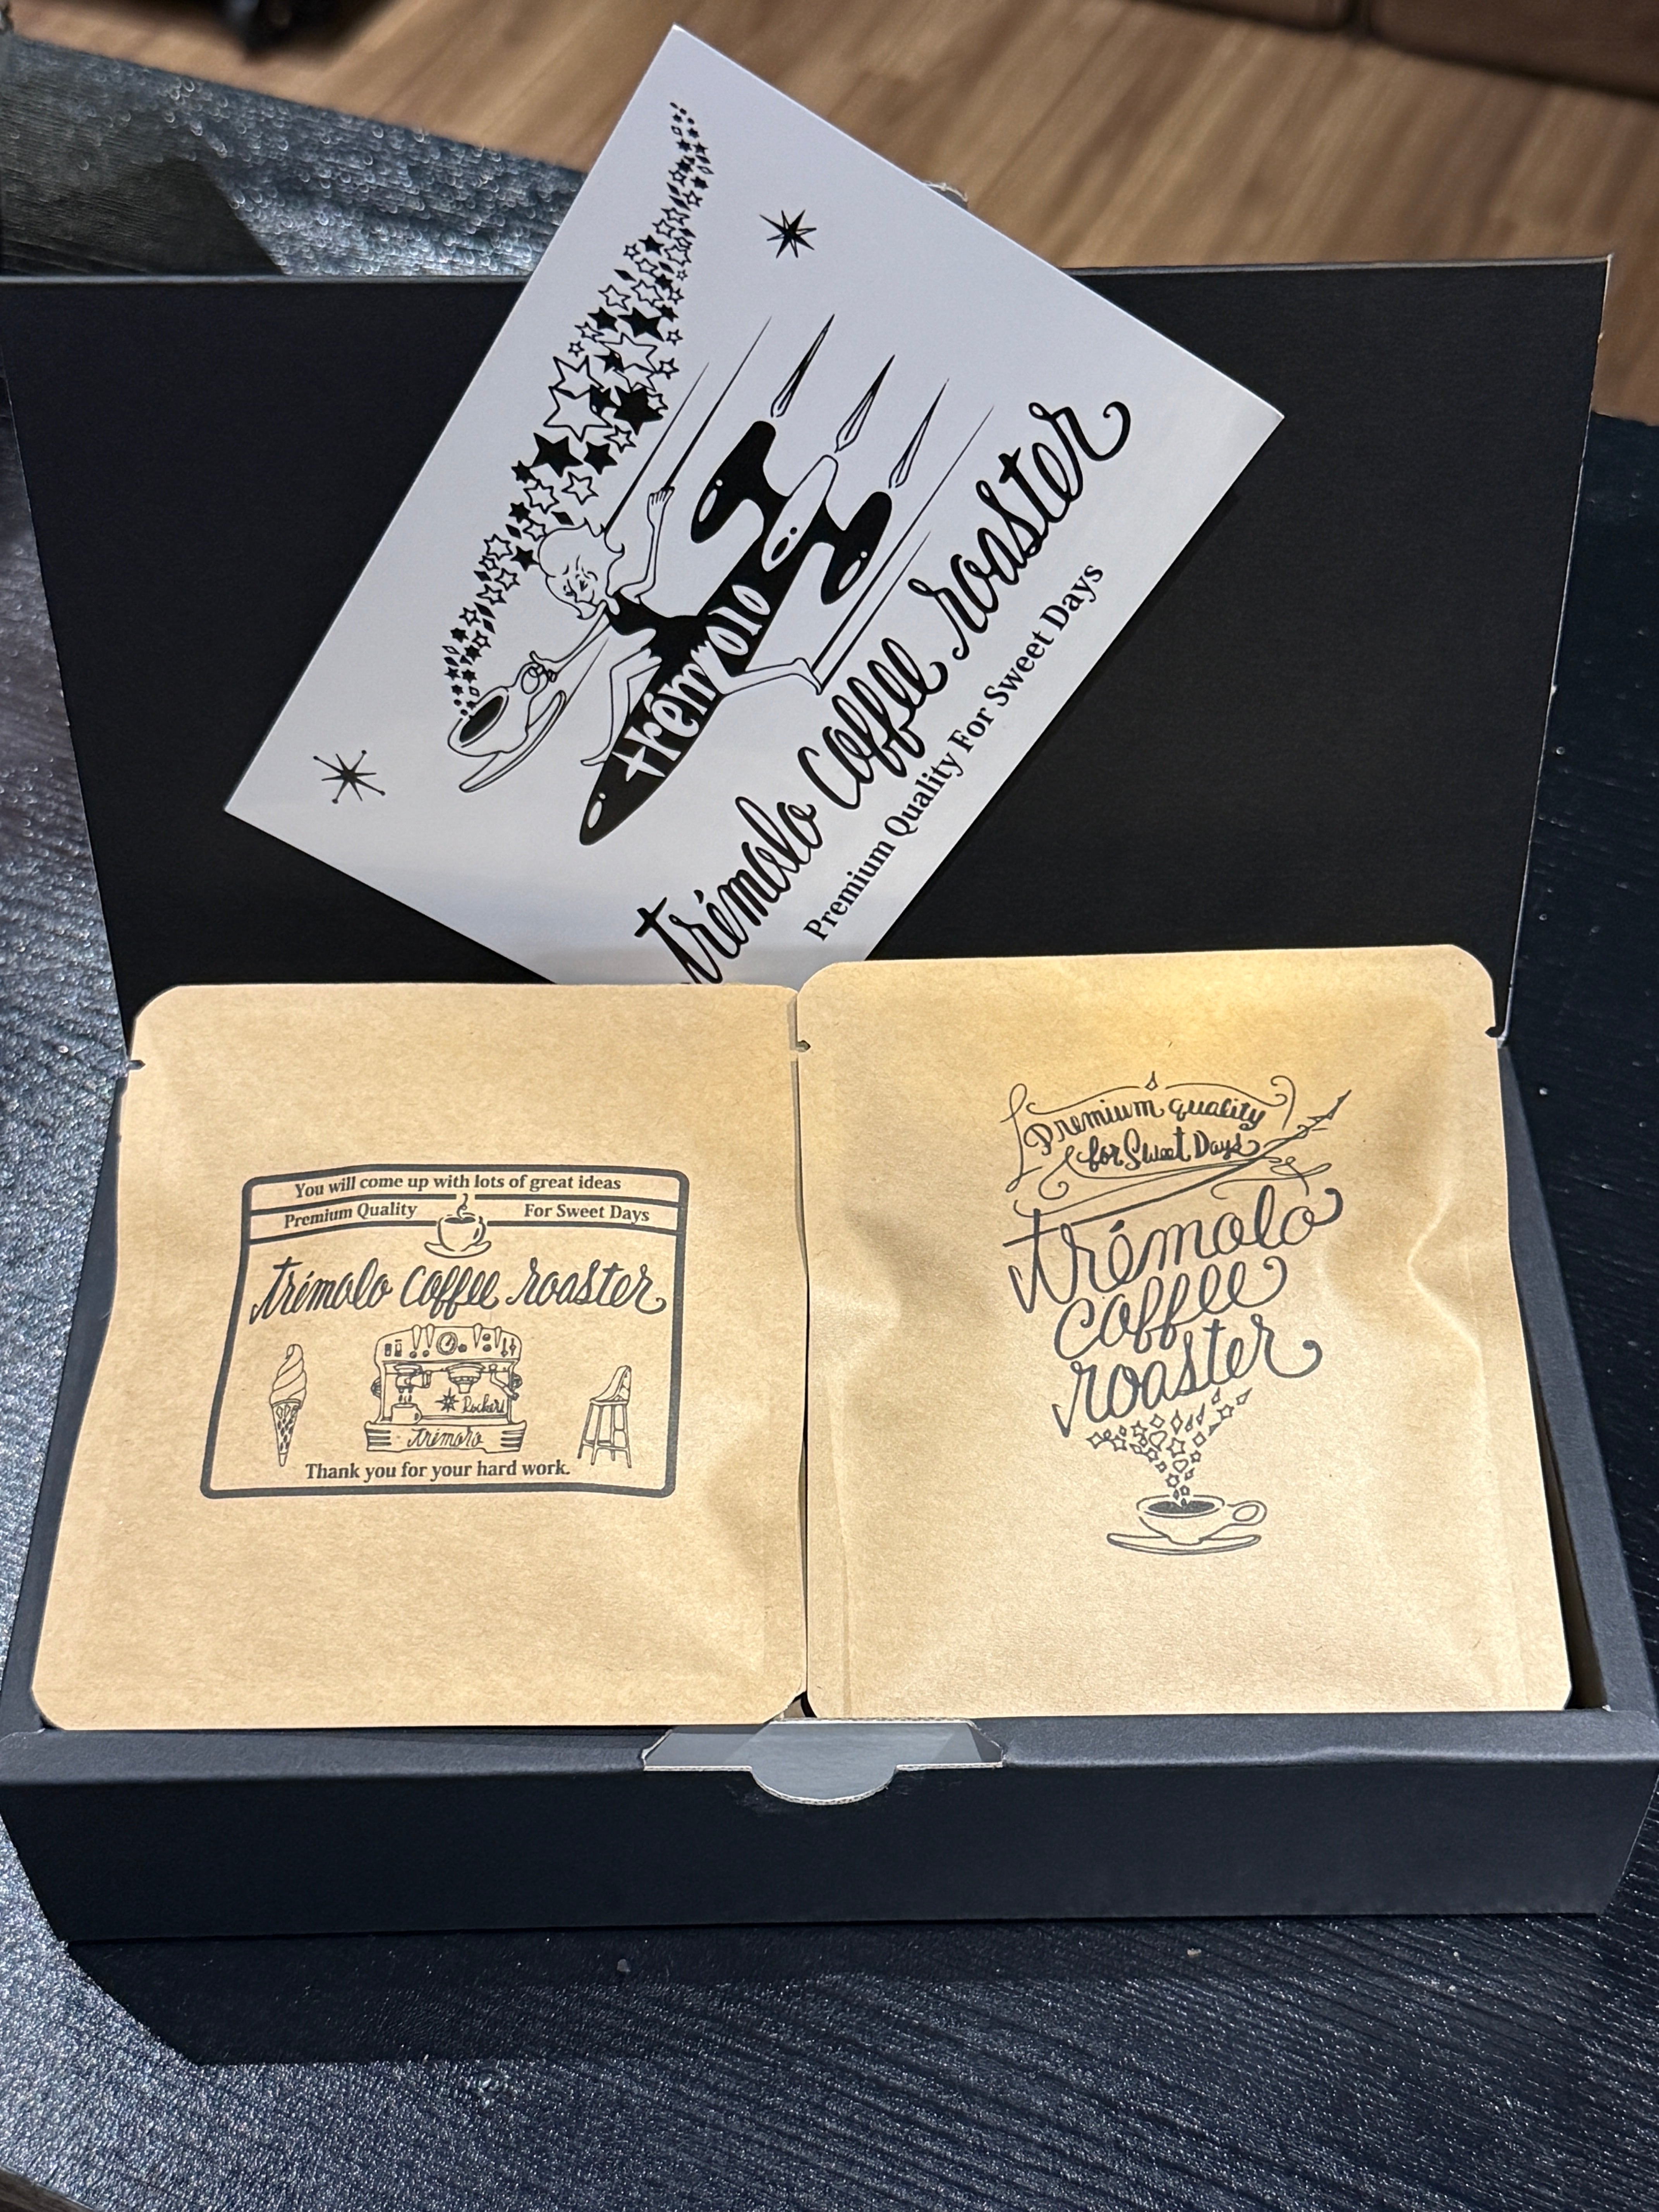 trémolo
trémolo coffee roaster
Premium Quality For Sweet Days
You will come up with lots of great ideas
Premium Quality For Sweet Days
trémolo coffee roaster
Rockers
trémolo
Thank you for your hard work.
Premium quality
for Sweet Days
trémolo
coffee
roaster